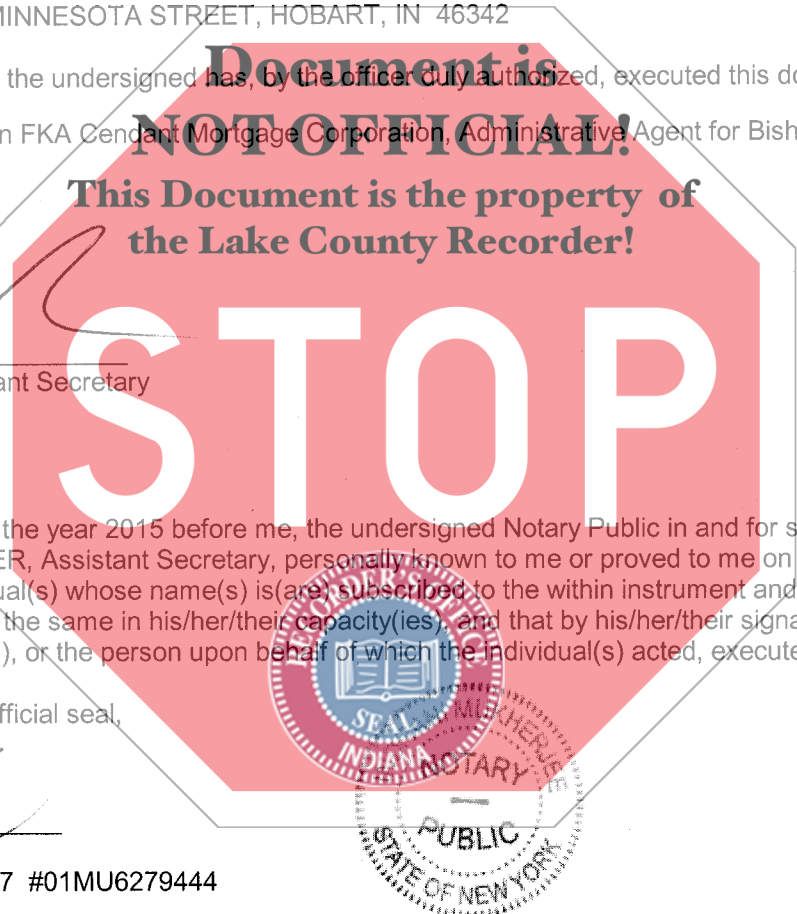 MINNESOTA STREET, HOBART, IN 46342
Document is
the undersigned has, by the officer duly authorized, executed this do
NOT OFFICIAL!
n FKA Cendant Mortgage Corporation, Administrative Agent for Bish
This Document is the property of
the Lake County Recorder!
STOP
ant Secretary
the year 2015 before me, the undersigned Notary Public in and for s
ER, Assistant Secretary, personally known to me or proved to me on
ual(s) whose name(s) is(are) subscribed to the within instrument and
the same in his/her/their capacity(ies), and that by his/her/their signa
), or the person upon behalf of which the individual(s) acted, execute
RECORDER'S OFFICE
SEAL
INDIANA
fficial seal,
MUKHERJEE
NOTARY
PUBLIC
STATE OF NEW YORK
7 #01MU6279444